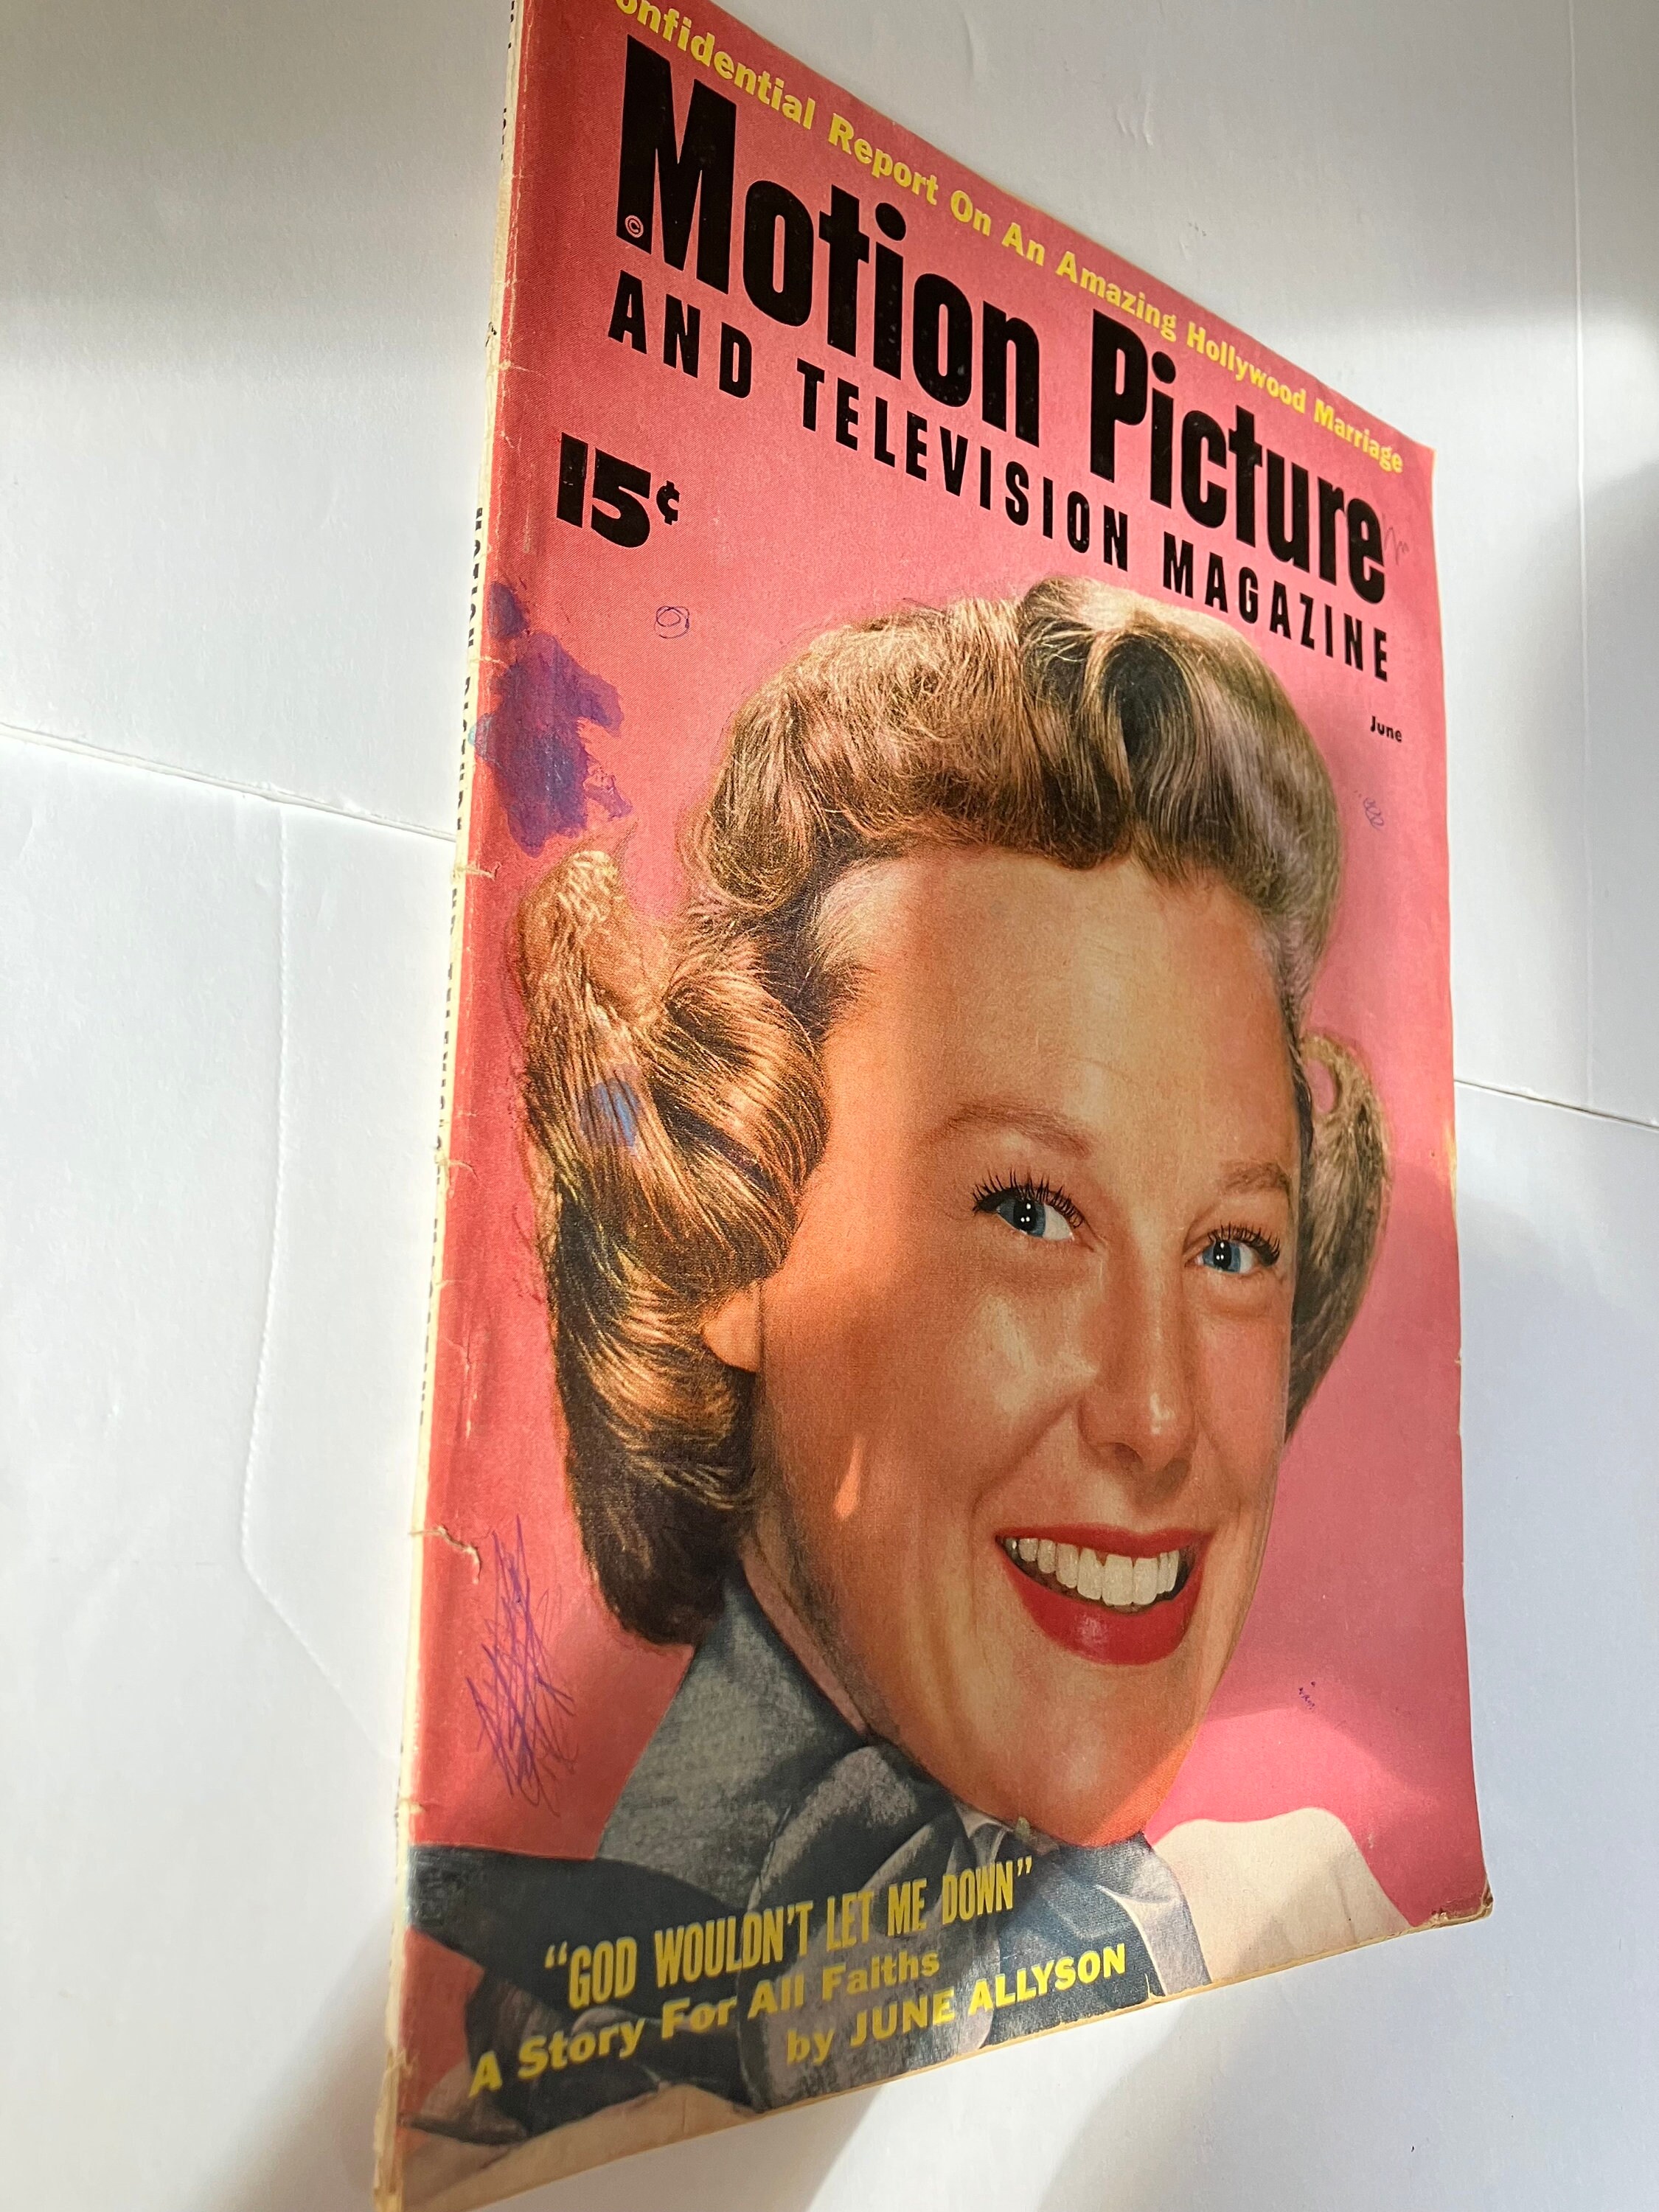 onfidential Report On An Amazing Hollywood Marriage
Motion Picture
©
AND TELEVISION MAGAZINE
15¢
June
"GOD WOULDN'T LET ME DOWN"
A Story For All Faiths
by JUNE ALLYSON